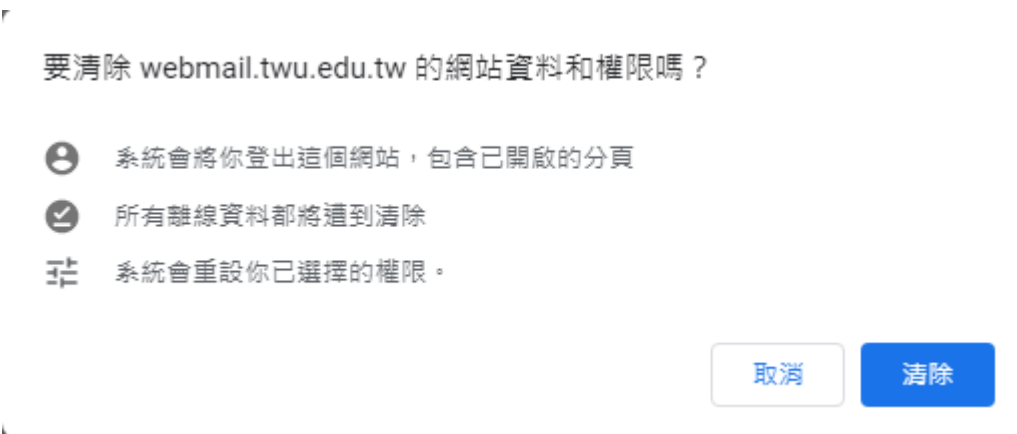 要清除 webmail.twu.edu.tw 的網站資料和權限嗎？
系統會將你登出這個網站，包含已開啟的分頁
所有離線資料都將遭到清除
系統會重設你已選擇的權限。
取消
清除